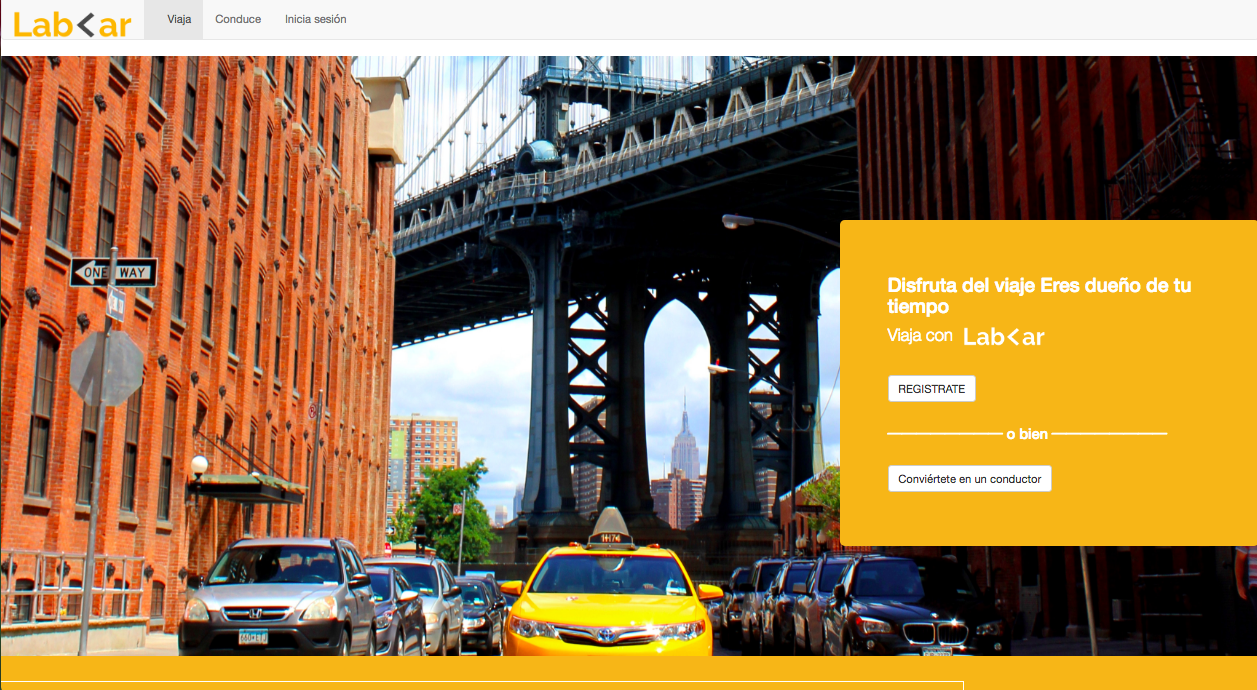 Lab<ar
Viaja
Conduce
Inicia sesión
ONE WAY
1H74
660
Disfruta del viaje Eres dueño de tu
tiempo
Viaja con Lab<ar
REGISTRATE
o bien
Conviértete en un conductor